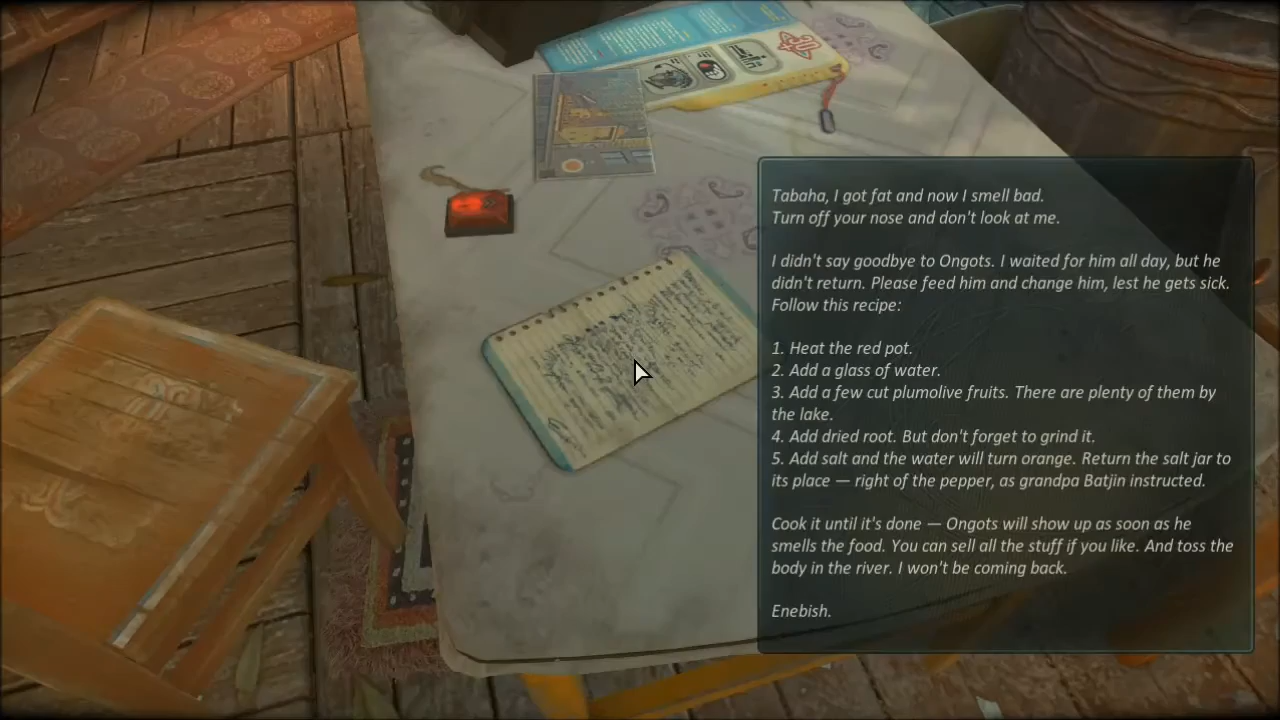 Tabaha, I got fat and now I smell bad.
Turn off your nose and don't look at me.
I didn't say goodbye to Ongots. I waited for him all day, but he
didn't return. Please feed him and change him, lest he gets sick.
Follow this recipe:
1. Heat the red pot.
2. Add a glass of water.
3. Add a few cut plumolive fruits. There are plenty of them by
the lake.
4. Add dried root. But don't forget to grind it.
5. Add salt and the water will turn orange. Return the salt jar to
its place — right of the pepper, as grandpa Batjin instructed.
Cook it until it's done — Ongots will show up as soon as he
smells the food. You can sell all the stuff if you like. And toss the
body in the river. I won't be coming back.
Enebish.